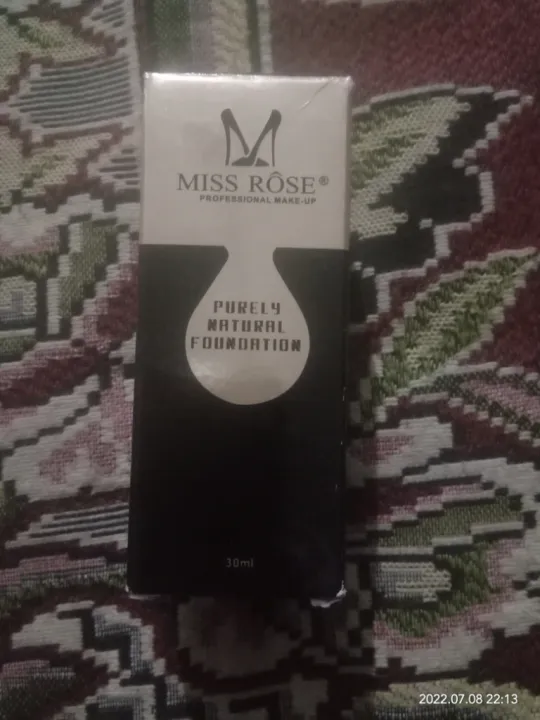 MISS RÔSE®
PROFESSIONAL MAKE-UP
PURELY
NATURAL
FOUNDATION
30ml
2022.07.08 22:13